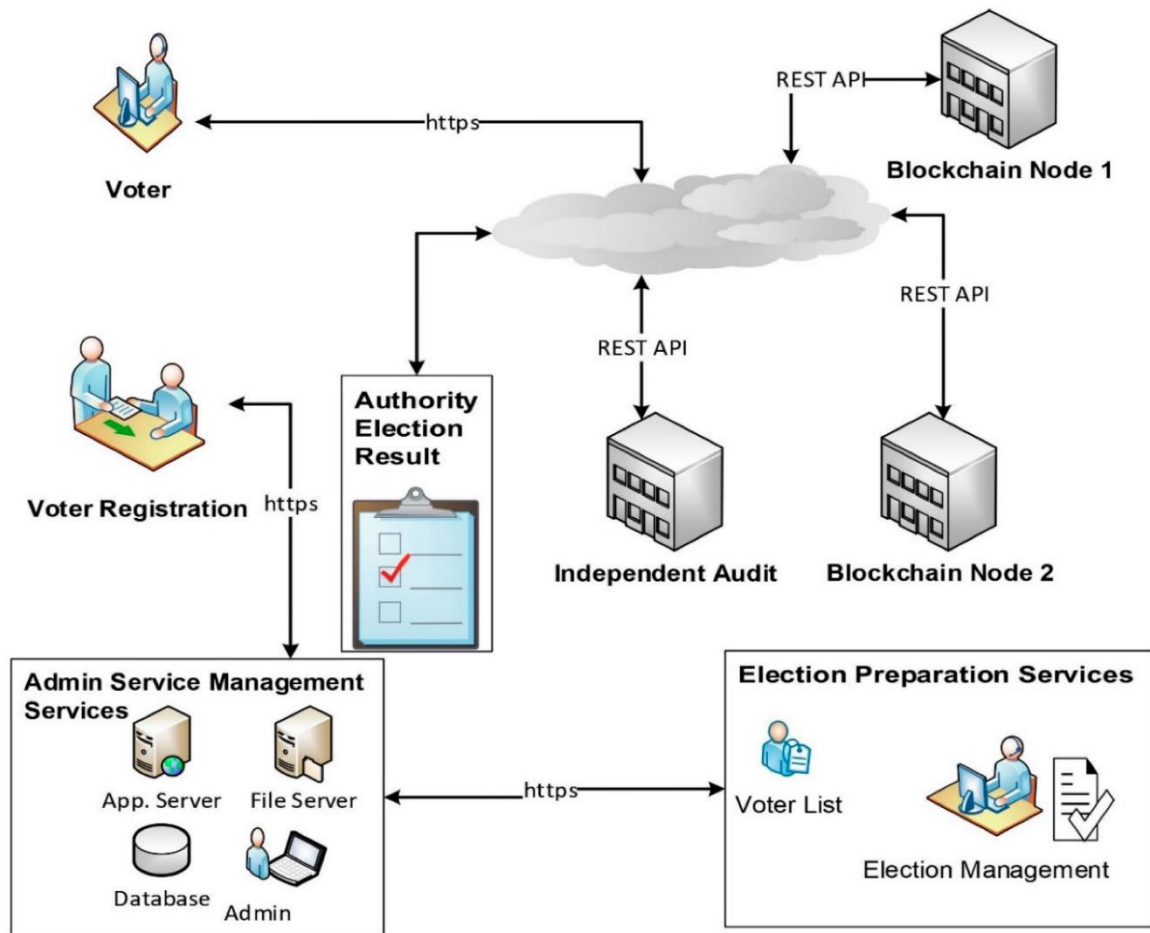 REST API
https
Voter
Blockchain Node 1
REST API
REST API
Authority
Election
Result
Voter Registration
https
Independent Audit
Blockchain Node 2
Admin Service Management
Services
App. Server
File Server
Database
Admin
https
Election Preparation Services
Voter List
Election Management